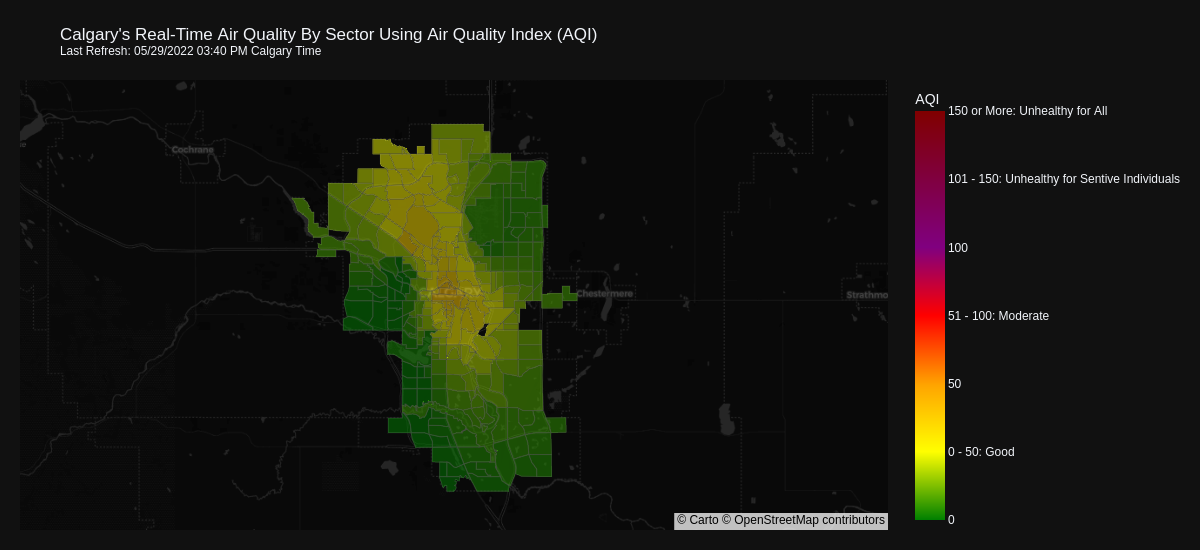 Calgary's Real-Time Air Quality By Sector Using Air Quality Index (AQI)
Last Refresh: 05/29/2022 03:40 PM Calgary Time
AQI
150 or More: Unhealthy for All
Cochrane
101 - 150: Unhealthy for Sentive Individuals
100
Chestermere
Strathmo
51 - 100: Moderate
50
0 - 50: Good
0
© Carto © OpenStreetMap contributors